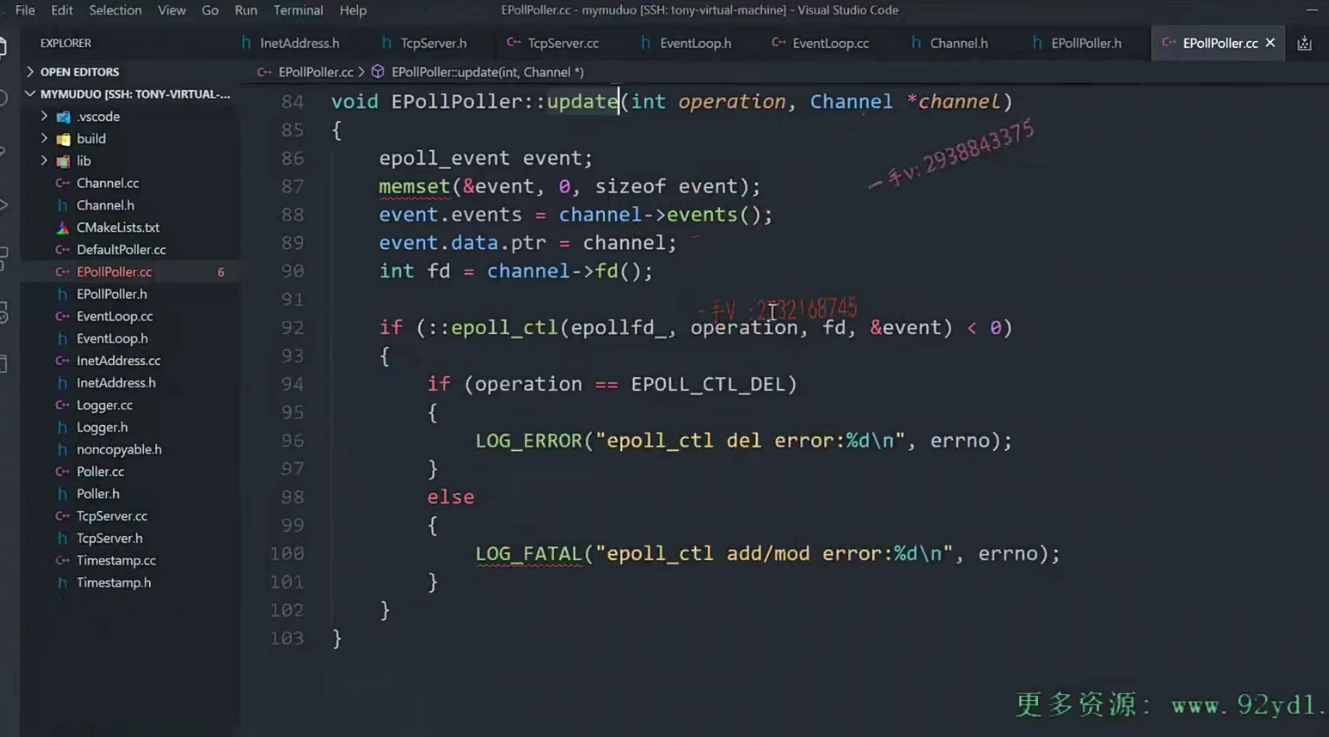 File Edit Selection View Go Run Terminal Help EPollPoller.cc - mymuduo [SSH: tony-virtual-machine] - Visual Studio Code
EXPLORER
InetAddress.h TcpServer.h TcpServer.cc EventLoop.h EventLoop.cc Channel.h EPollPoller.h EPollPoller.cc
OPEN EDITORS
EPollPoller.cc > EPollPoller::update(int, Channel *)
MYMUDUO [SSH: TONY-VIRTUAL-...
.vscode
build
lib
Channel.cc
Channel.h
CMakeLists.txt
DefaultPoller.cc
EPollPoller.cc 6
EPollPoller.h
EventLoop.cc
EventLoop.h
InetAddress.cc
InetAddress.h
Logger.cc
Logger.h
noncopyable.h
Poller.cc
Poller.h
TcpServer.cc
TcpServer.h
Timestamp.cc
Timestamp.h
84 void EPollPoller::update(int operation, Channel *channel)
85 {
86 epoll_event event;
87 memset(&event, 0, sizeof event);
88 event.events = channel->events();
89 event.data.ptr = channel;
90 int fd = channel->fd();
91
92 if (::epoll_ctl(epollfd_, operation, fd, &event) < 0)
93 {
94 if (operation == EPOLL_CTL_DEL)
95 {
96 LOG_ERROR("epoll_ctl del error:%d\n", errno);
97 }
98 else
99 {
100 LOG_FATAL("epoll_ctl add/mod error:%d\n", errno);
101 }
102 }
103 }
一手v: 2938843375
一手V
更多资源: www.92yd1.